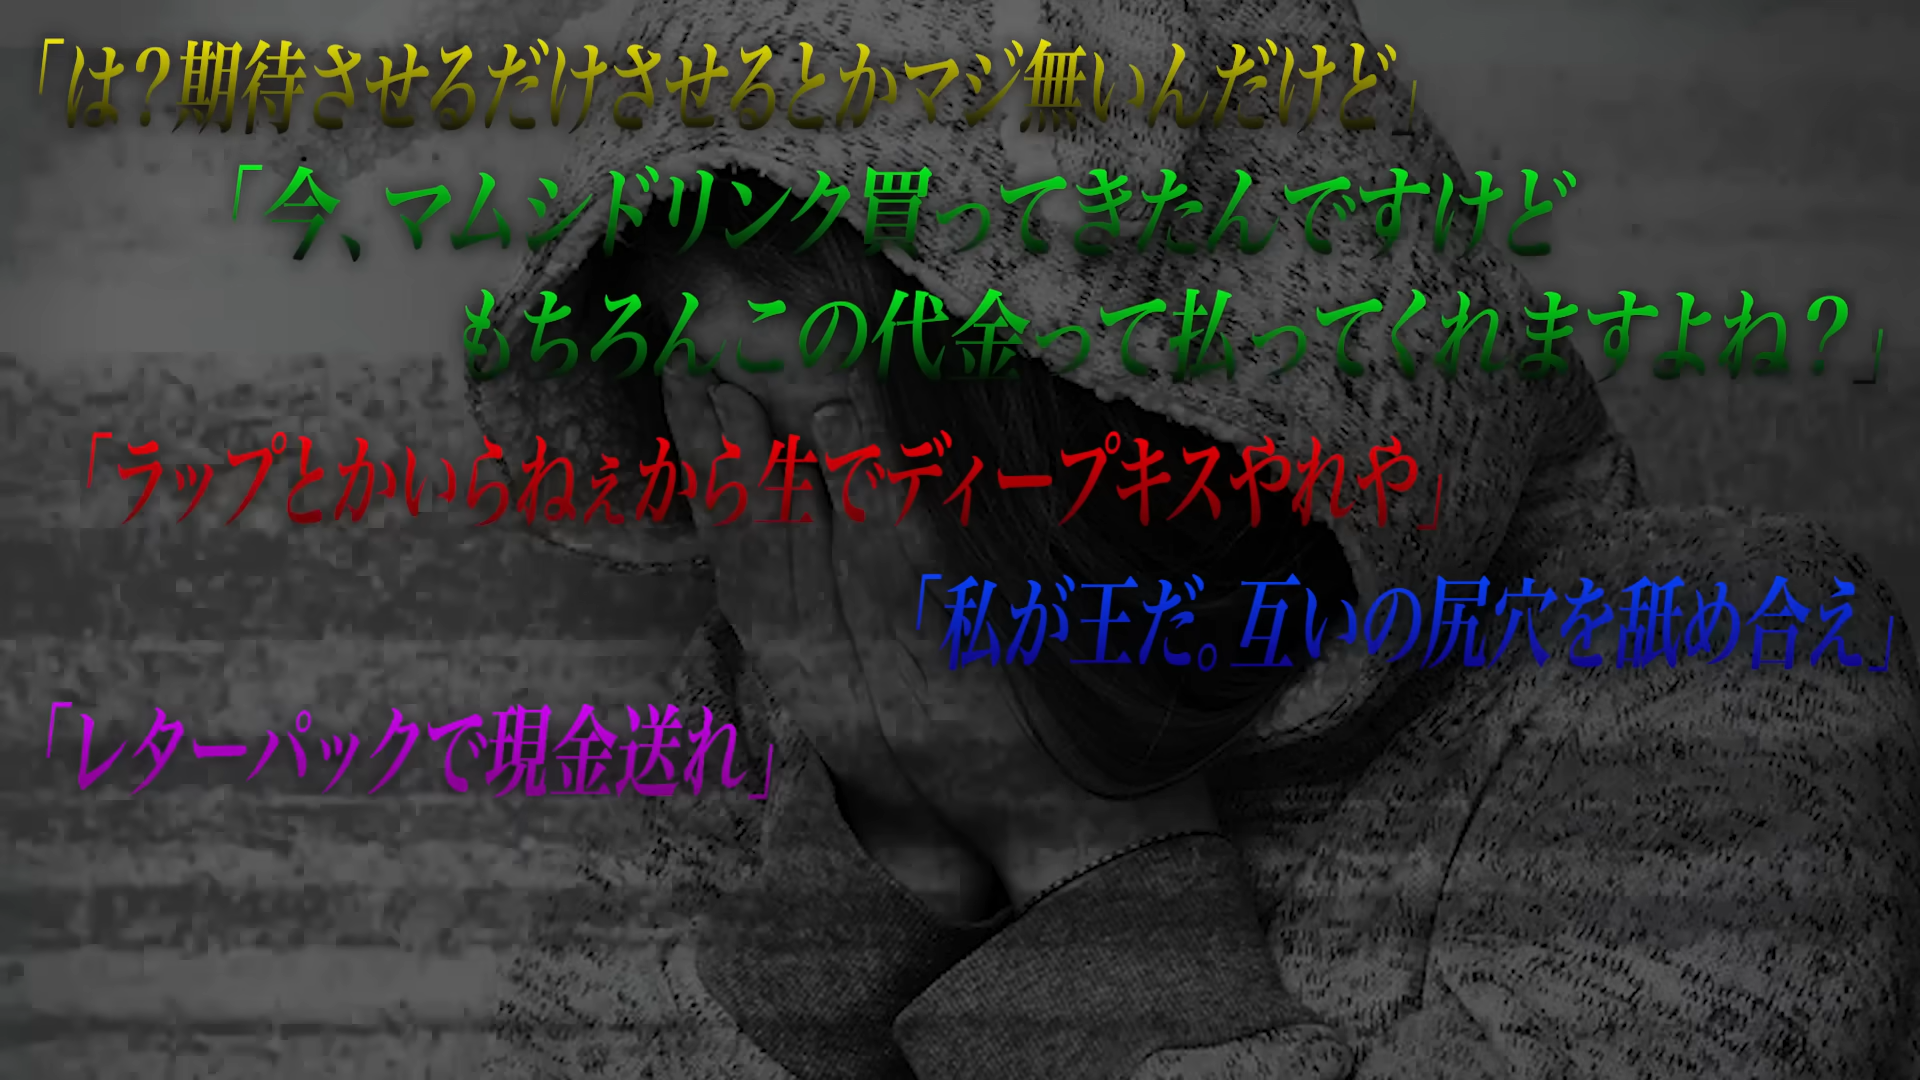 「は？期待させるだけさせるとかマジ無いんだけど」
「今、マムシドリンク買ってきたんですけど
もちろんこの代金って払ってくれますよね？」
「ラップとかいらねぇから生でディープキスやれや」
「私が王だ。互いの尻穴を舐め合え」
「レターパックで現金送れ」